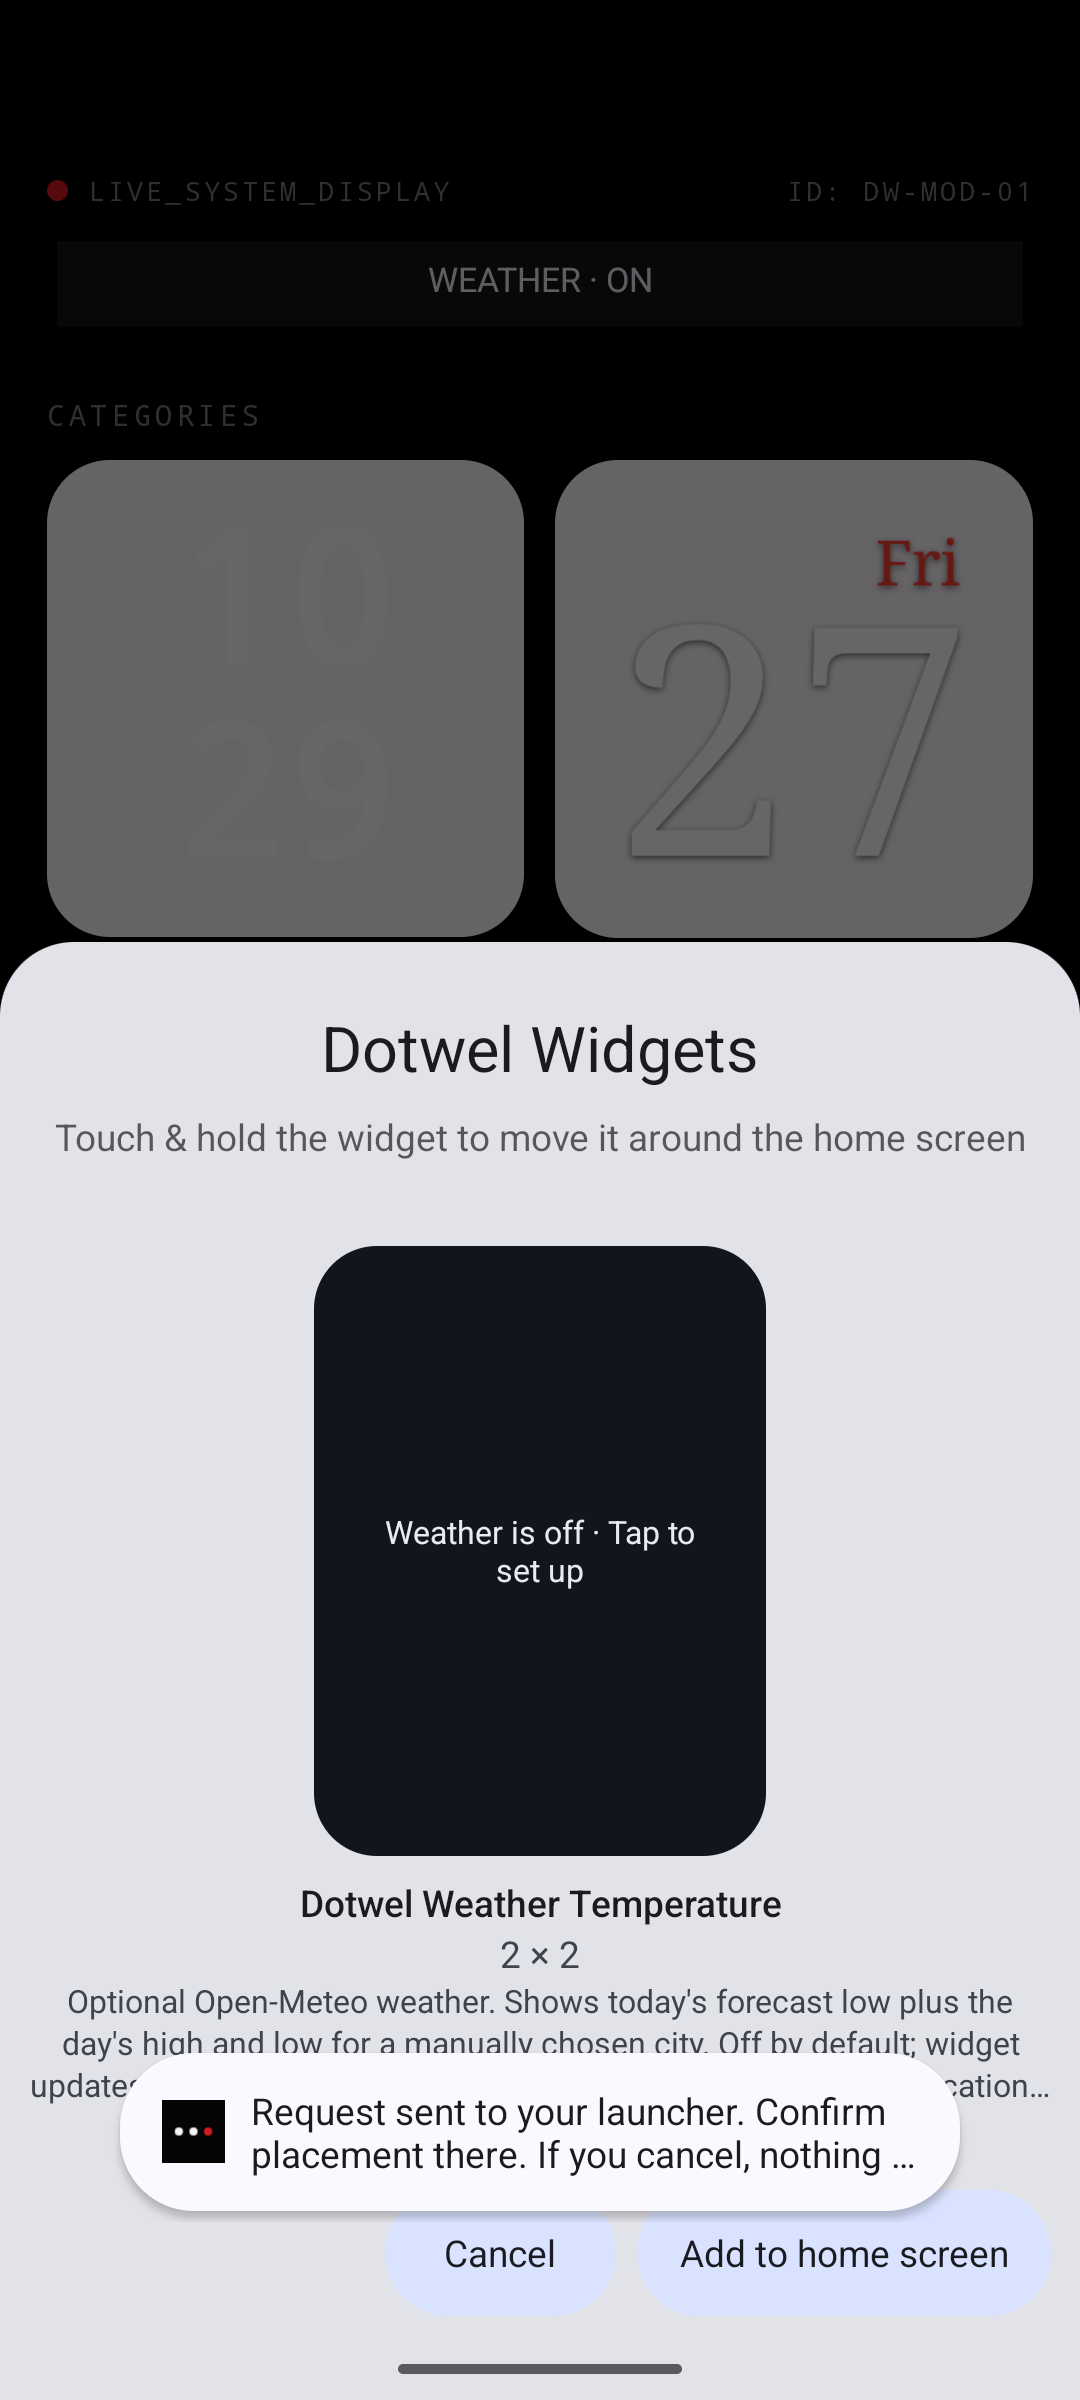 LIVE_SYSTEM_DISPLAY
ID: DW-MOD-01
WEATHER · ON
CATEGORIES
10
29
Fri
27
Dotwel Widgets
Touch & hold the widget to move it around the home screen
Weather is off · Tap to
set up
Dotwel Weather Temperature
2 × 2
Optional Open-Meteo weather. Shows today's forecast low plus the
day's high and low for a manually chosen city. Off by default; widget
Request sent to your launcher. Confirm
placement there. If you cancel, nothing …
Cancel
Add to home screen